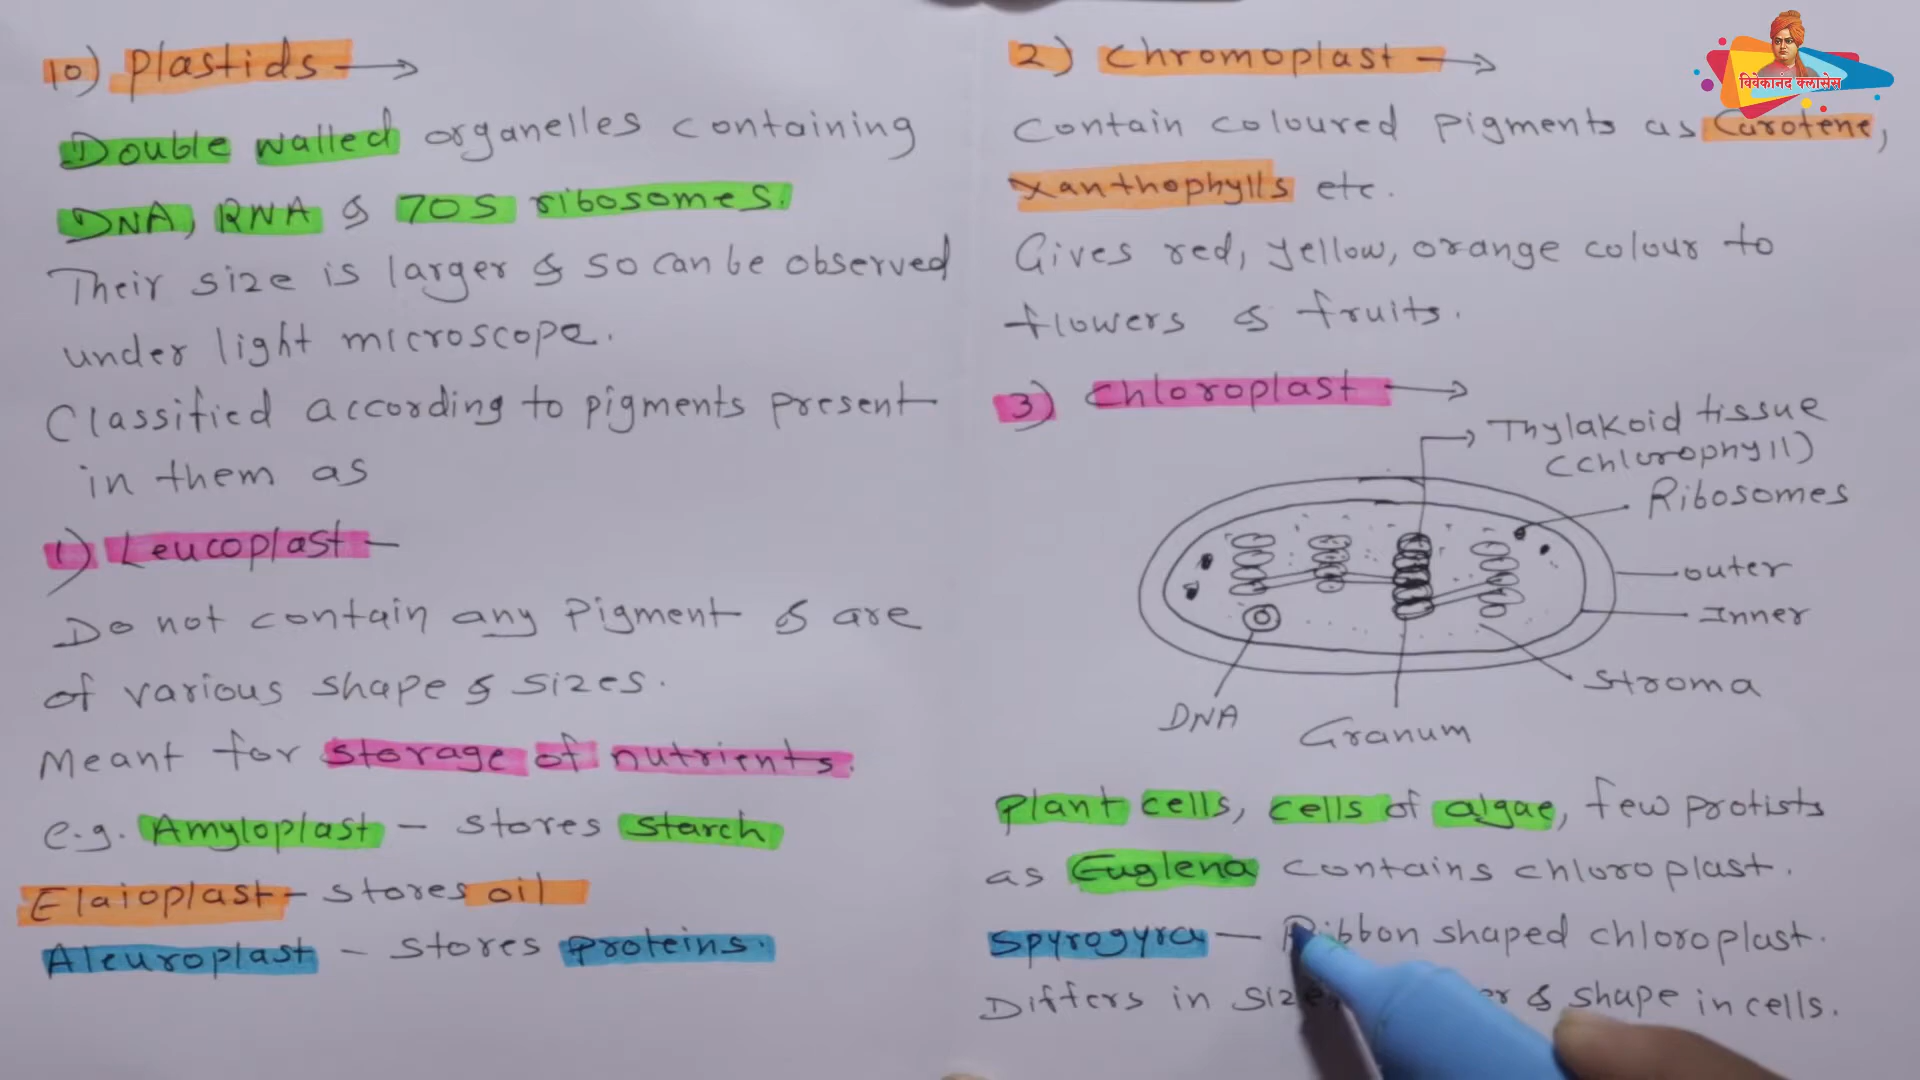 10) Plastids →
Double walled organelles containing
DNA, RNA & 70S ribosomes.
Their size is larger & so can be observed
under light microscope.
Classified according to pigments present
in them as
1) Leucoplast -
Do not contain any pigment & are
of various shape & sizes.
Meant for storage of nutrients.
e.g. Amyloplast - stores starch
Elaioplast - stores oil
Aleuroplast - stores proteins.
2) Chromoplast →
Contain coloured pigments as Carotene,
Xanthophylls etc.
Gives red, yellow, orange colour to
flowers & fruits.
3) Chloroplast →
Thylakoid tissue
(Chlorophyll)
Ribosomes
outer
Inner
Stroma
DNA
Granum
Plant cells, cells of algae, few protists
as Euglena contains chloroplast.
Spyrogyra - Ribbon shaped chloroplast.
Differs in & shape in cells.
विवेकानंद क्लासेस